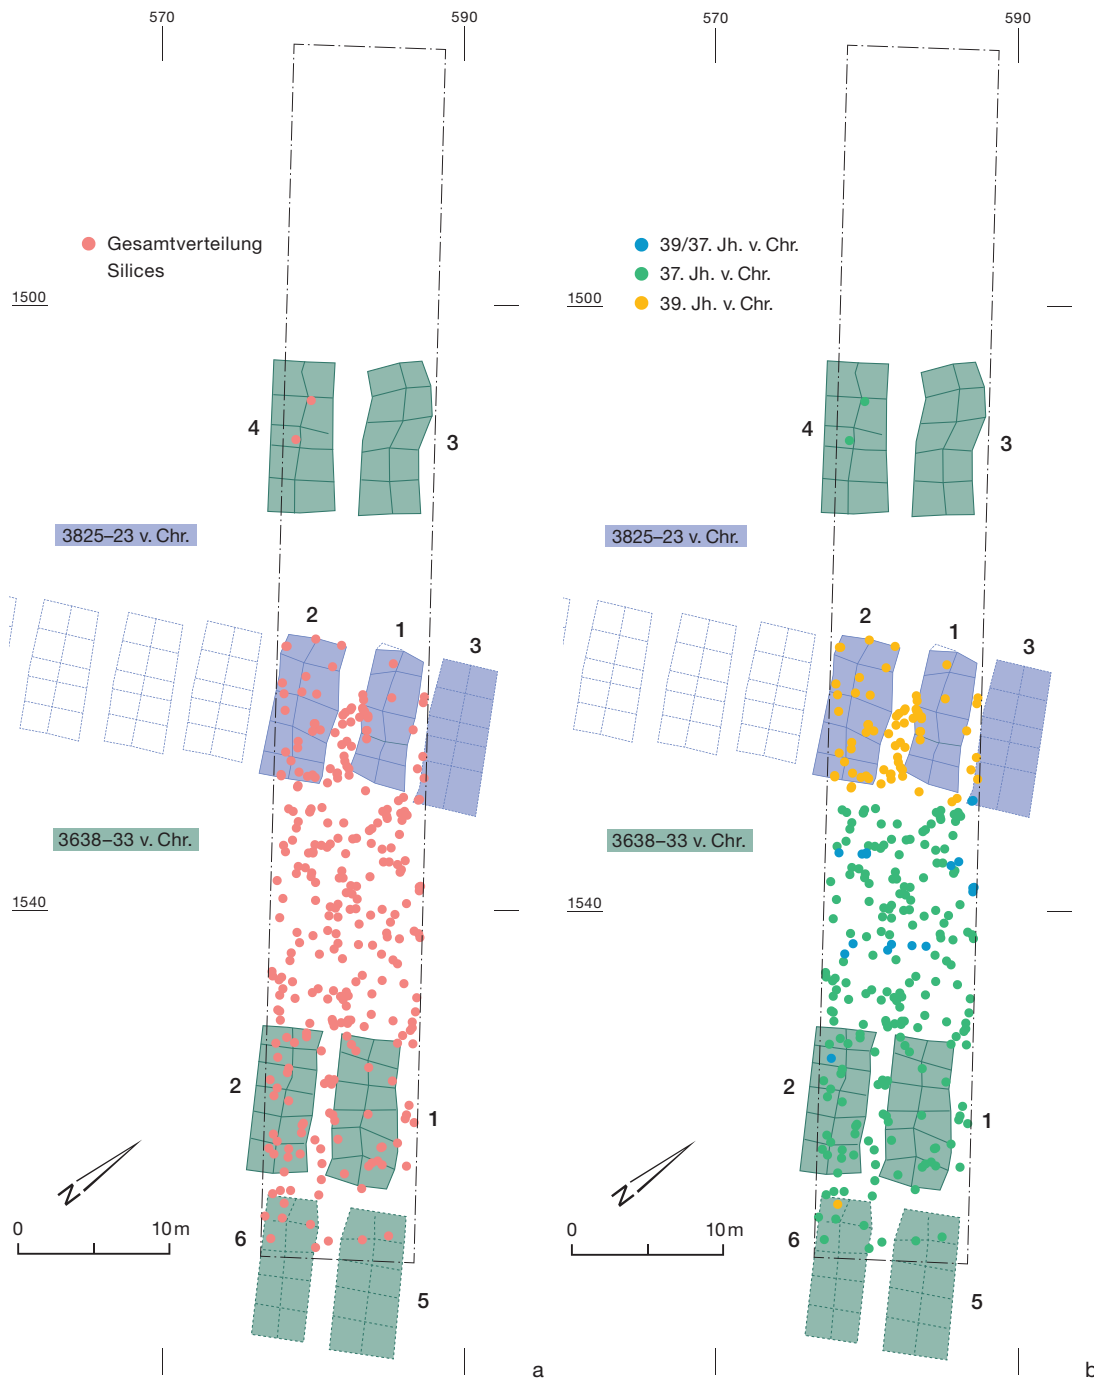 570
590
570
590
Gesamtverteilung
Silices
39/37. Jh. v. Chr.
37. Jh. v. Chr.
39. Jh. v. Chr.
1500
1500
4
3
4
3
3825–23 v. Chr.
3825–23 v. Chr.
2
1
3
2
1
3
3638–33 v. Chr.
3638–33 v. Chr.
1540
1540
2
1
2
1
N
N
0
10 m
0
10 m
6
5
6
5
a
b